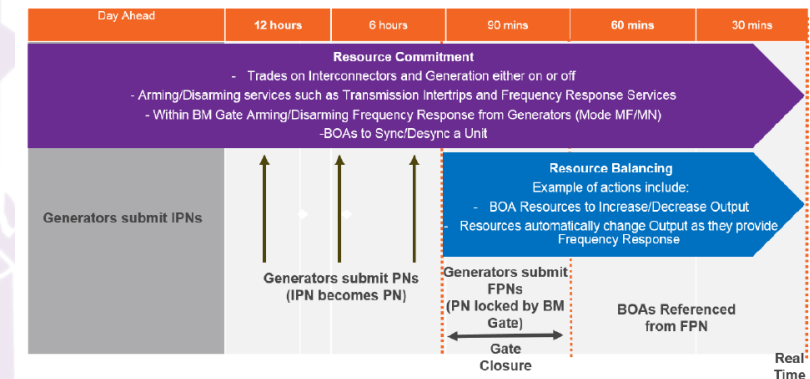 Day Ahead
12 hours
6 hours
90 mins
60 mins
30 mins
Resource Commitment
- Trades on Interconnectors and Generation either on or off
- Arming/Disarming services such as Transmission Intertrips and Frequency Response Services
- Within BM Gate Arming/Disarming Frequency Response from Generators (Mode MF/MN)
-BOAs to Sync/Desync a Unit
Resource Balancing
Example of actions include:
- BOA Resources to Increase/Decrease Output
- Resources automatically change Output as they provide
Frequency Response
Generators submit IPNs
Generators submit PNs
(IPN becomes PN)
Generators submit
FPNs
(PN locked by BM
Gate)
Gate
Closure
BOAs Referenced
from FPN
Real
Time